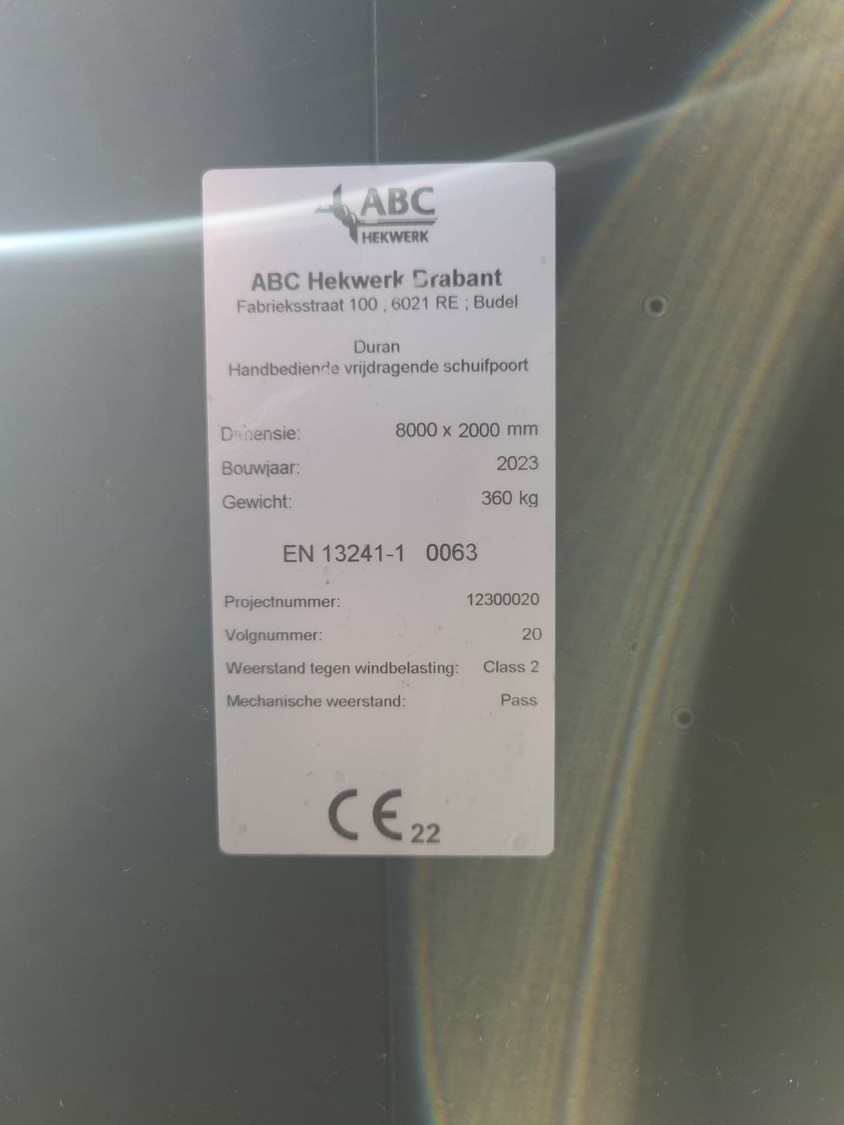 ABC
HEKWERK
ABC Hekwerk Brabant
Fabrieksstraat 100 , 6021 RE ; Budel
Duran
Handbediende vrijdragende schuifpoort
Dimensie: 8000 x 2000 mm
Bouwjaar: 2023
Gewicht: 360 kg
EN 13241-1 0063
Projectnummer: 12300020
Volgnummer: 20
Weerstand tegen windbelasting: Class 2
Mechanische weerstand: Pass
CE 22